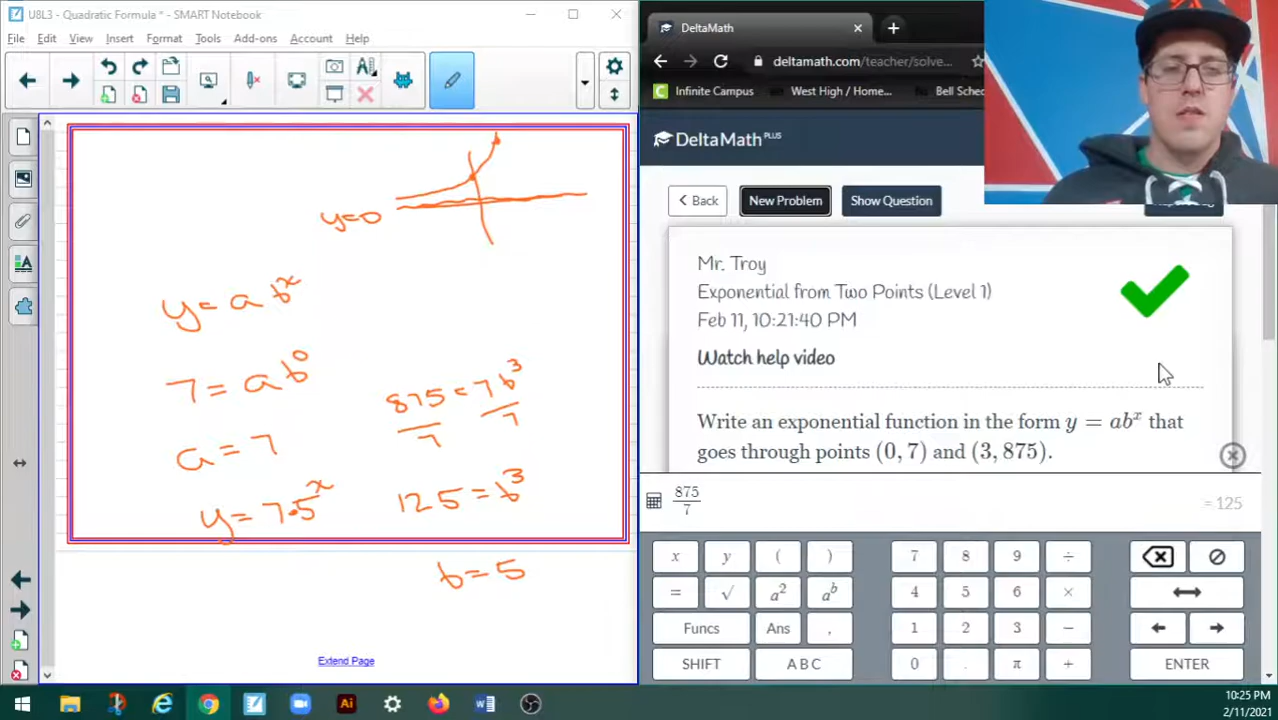 U8L3 - Quadratic Formula * - SMART Notebook
File Edit View Insert Format Tools Add-ons Account Help
y=0
y = a b^x
7 = a b^0
a = 7
y = 7·5^x
875 = 7b^3
7 7
125 = b^3
b = 5
Extend Page
DeltaMath
deltamath.com/teacher/solve...
Infinite Campus West High / Home... Bell Sched
DeltaMath PLUS
Back New Problem Show Question
Mr. Troy
Exponential from Two Points (Level 1)
Feb 11, 10:21:40 PM
Watch help video
Write an exponential function in the form y = ab^x that
goes through points (0, 7) and (3, 875).
875
7
= 125
x y ( ) 7 8 9 ÷
= √ a^2 a^b 4 5 6 ×
Funcs Ans , 1 2 3 −
SHIFT A B C 0 . π + ENTER
10:25 PM
2/11/2021